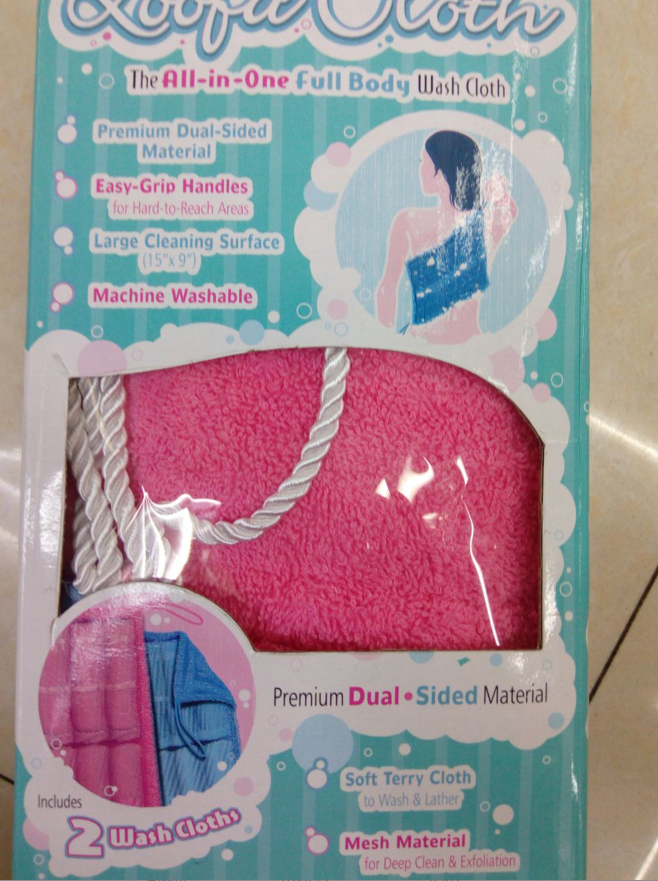 Loofa Cloth
The All-in-One Full Body Wash Cloth
Premium Dual-Sided
Material
Easy-Grip Handles
for Hard-to-Reach Areas
Large Cleaning Surface
(15"x 9")
Machine Washable
Premium Dual•Sided Material
Includes
2 Wash Cloths
Soft Terry Cloth
to Wash & Lather
Mesh Material
for Deep Clean & Exfoliation